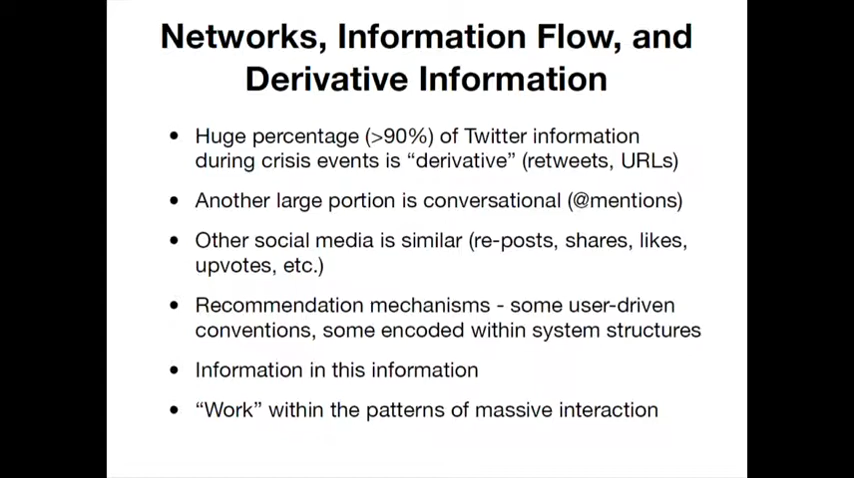 Networks, Information Flow, and
Derivative Information
• Huge percentage (>90%) of Twitter information
during crisis events is “derivative” (retweets, URLs)
• Another large portion is conversational (@mentions)
• Other social media is similar (re-posts, shares, likes,
upvotes, etc.)
• Recommendation mechanisms - some user-driven
conventions, some encoded within system structures
• Information in this information
• “Work” within the patterns of massive interaction